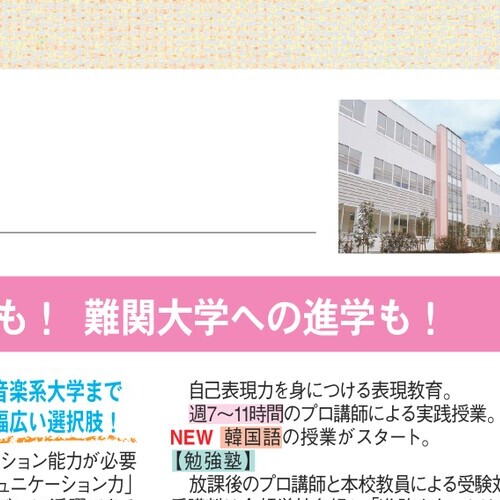 も！ 難関大学への進学も！
音楽系大学まで
幅広い選択肢！
ション能力が必要
ュニケーション力」
自己表現力を身につける表現教育。
週7〜11時間のプロ講師による実践授業。
NEW 韓国語の授業がスタート。
【勉強塾】
放課後のプロ講師と本校教員による受験